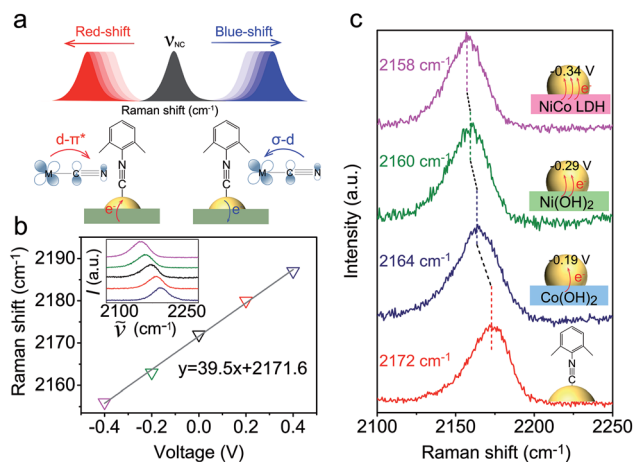 a
Red-shift
νNC
Blue-shift
Raman shift (cm⁻¹)
d-π*
M C N
N
C
e⁻
N
C
e⁻
σ-d
M C N
b
Raman shift (cm⁻¹)
2190
2180
2170
2160
I (a.u.)
2100 2250
ν̃ (cm⁻¹)
y=39.5x+2171.6
-0.4 -0.2 0.0 0.2 0.4
Voltage (V)
c
Intensity (a.u.)
2158 cm⁻¹
-0.34 V
e⁻
NiCo LDH
2160 cm⁻¹
-0.29 V
e⁻
Ni(OH)₂
2164 cm⁻¹
-0.19 V
e⁻
Co(OH)₂
2172 cm⁻¹
N
C
2100 2150 2200 2250
Raman shift (cm⁻¹)